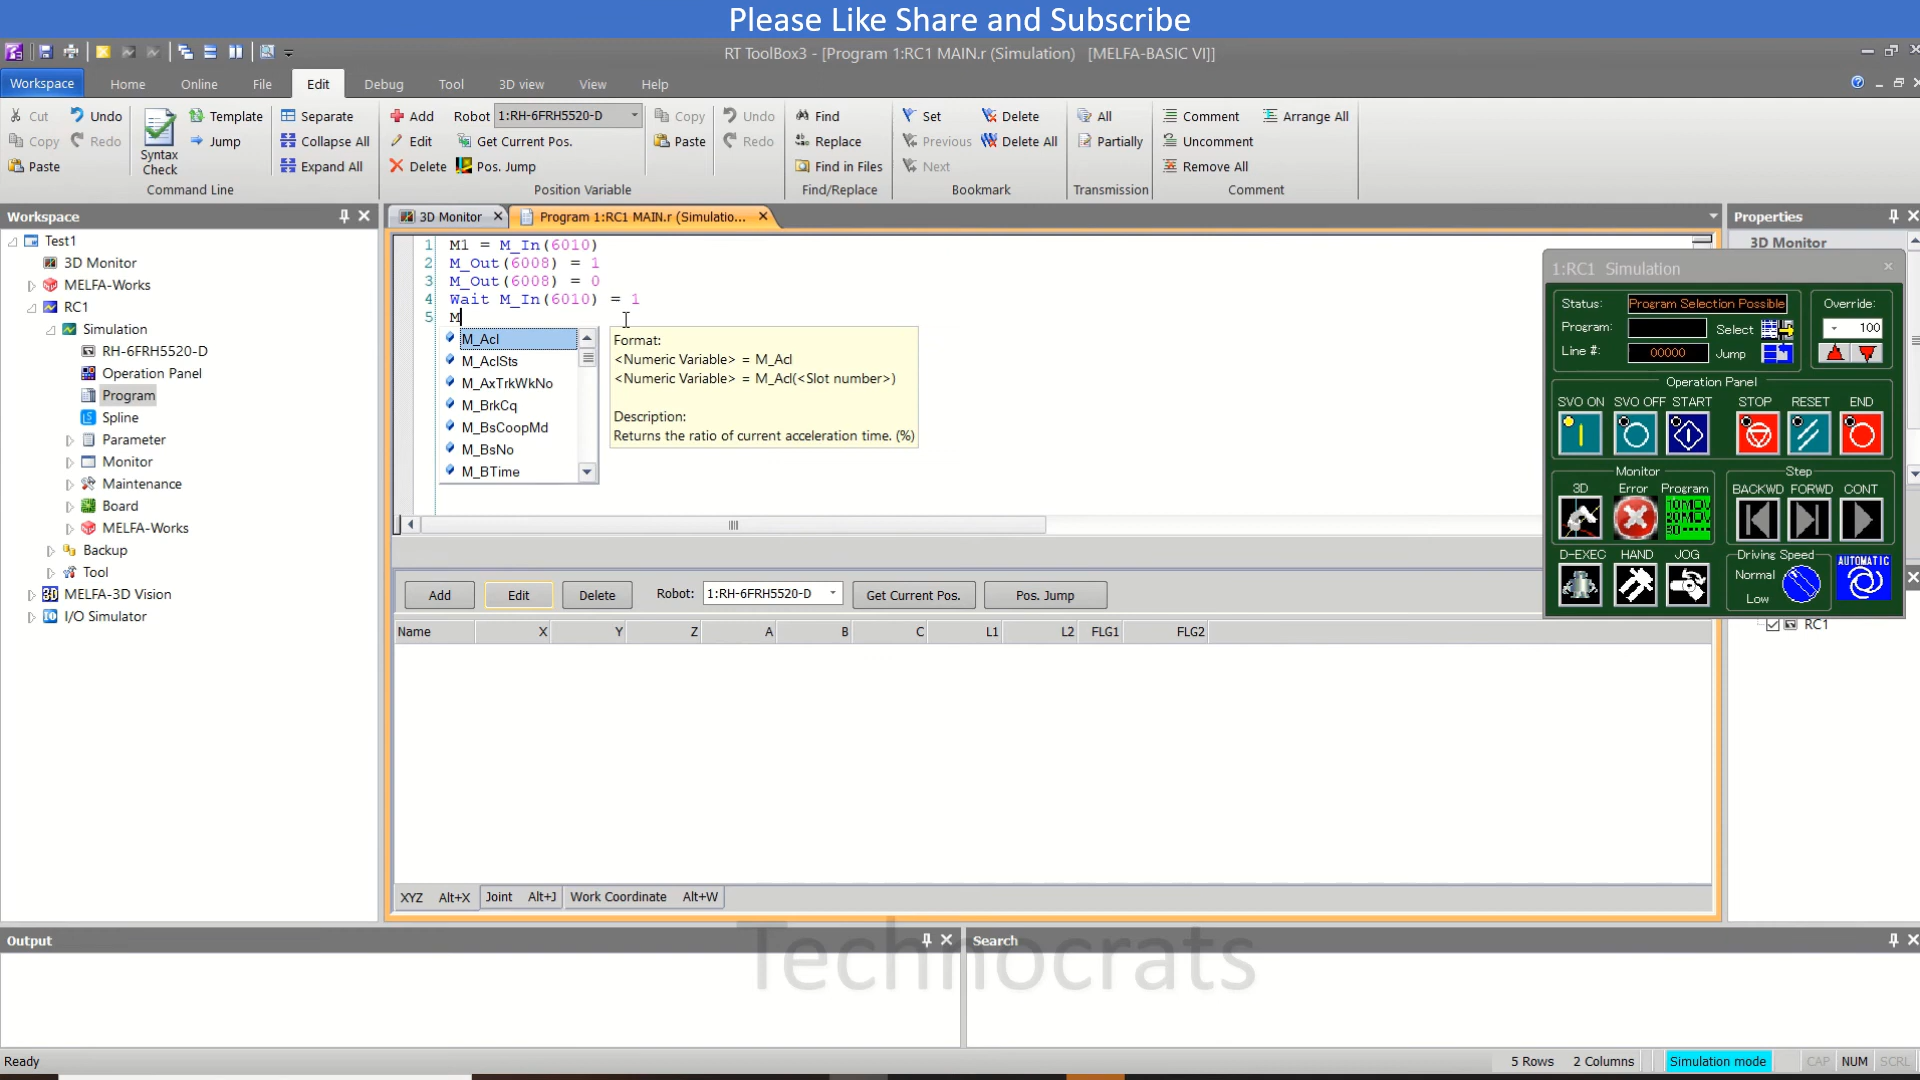 Please Like Share and Subscribe
RT ToolBox3 - [Program 1:RC1 MAIN.r (Simulation)   [MELFA-BASIC VI]]
Workspace Home Online File Edit Debug Tool 3D view View Help
Cut Undo Template Separate Add Robot 1:RH-6FRH5520-D Copy Undo Find Set Delete All Comment Arrange All
Copy Redo Jump Collapse All Edit Get Current Pos. Paste Redo Replace Previous Delete All Partially Uncomment
Paste Syntax Check Expand All Delete Pos. Jump Find in Files Next Remove All
Command Line Position Variable Find/Replace Bookmark Transmission Comment
Workspace
Test1
3D Monitor
MELFA-Works
RC1
Simulation
RH-6FRH5520-D
Operation Panel
Program
Spline
Parameter
Monitor
Maintenance
Board
MELFA-Works
Backup
Tool
MELFA-3D Vision
I/O Simulator
3D Monitor Program 1:RC1 MAIN.r (Simulatio...
1 M1 = M_In(6010)
2 M_Out(6008) = 1
3 M_Out(6008) = 0
4 Wait M_In(6010) = 1
5 M
M_Acl
M_AclSts
M_AxTrkWkNo
M_BrkCq
M_BsCoopMd
M_BsNo
M_BTime
Format:
<Numeric Variable> = M_Acl
<Numeric Variable> = M_Acl(<Slot number>)
Description:
Returns the ratio of current acceleration time. (%)
Add Edit Delete Robot: 1:RH-6FRH5520-D Get Current Pos. Pos. Jump
Name X Y Z A B C L1 L2 FLG1 FLG2
XYZ Alt+X Joint Alt+J Work Coordinate Alt+W
Properties
3D Monitor
1:RC1 Simulation
Status: Program Selection Possible Override:
Program: Select 100
Line #: 00000 Jump
Operation Panel
SVO ON SVO OFF START STOP RESET END
Monitor Step
3D Error Program BACKWD FORWD CONT
D-EXEC HAND JOG Driving Speed AUTOMATIC
Normal
Low
RC1
Output
Search
Technocrats
Ready 5 Rows 2 Columns Simulation mode CAP NUM SCRL